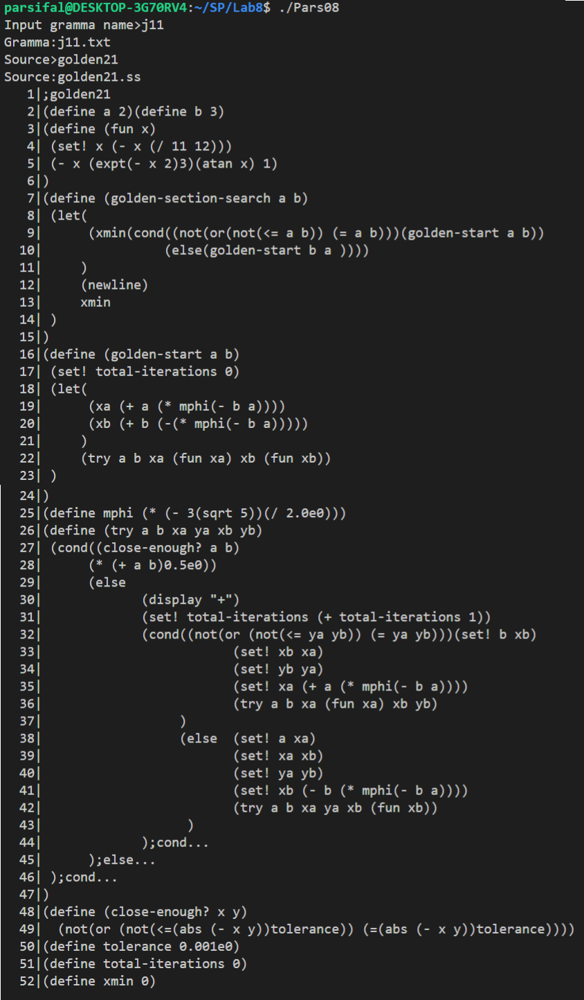 parsifal@DESKTOP-3G70RV4:~/SP/Lab8$ ./Pars08
Input gramma name>j11
Gramma:j11.txt
Source>golden21
Source:golden21.ss
   1|;golden21
   2|(define a 2)(define b 3)
   3|(define (fun x)
   4| (set! x (- x (/ 11 12)))
   5| (- x (expt(- x 2)3)(atan x) 1)
   6|)
   7|(define (golden-section-search a b)
   8| (let(
   9|      (xmin(cond((not(or(not(<= a b)) (= a b)))(golden-start a b))
  10|                (else(golden-start b a ))))
  11|     )
  12|     (newline)
  13|     xmin
  14| )
  15|)
  16|(define (golden-start a b)
  17| (set! total-iterations 0)
  18| (let(
  19|      (xa (+ a (* mphi(- b a))))
  20|      (xb (+ b (-(* mphi(- b a)))))
  21|     )
  22|     (try a b xa (fun xa) xb (fun xb))
  23| )
  24|)
  25|(define mphi (* (- 3(sqrt 5))(/ 2.0e0)))
  26|(define (try a b xa ya xb yb)
  27| (cond((close-enough? a b)
  28|      (* (+ a b)0.5e0))
  29|      (else
  30|             (display "+")
  31|             (set! total-iterations (+ total-iterations 1))
  32|             (cond((not(or (not(<= ya yb)) (= ya yb)))(set! b xb)
  33|                         (set! xb xa)
  34|                         (set! yb ya)
  35|                         (set! xa (+ a (* mphi(- b a))))
  36|                         (try a b xa (fun xa) xb yb)
  37|                  )
  38|                  (else  (set! a xa)
  39|                         (set! xa xb)
  40|                         (set! ya yb)
  41|                         (set! xb (- b (* mphi(- b a))))
  42|                         (try a b xa ya xb (fun xb))
  43|                   )
  44|             );cond...
  45|      );else...
  46| );cond...
  47|)
  48|(define (close-enough? x y)
  49|  (not(or (not(<=(abs (- x y))tolerance)) (=(abs (- x y))tolerance))))
  50|(define tolerance 0.001e0)
  51|(define total-iterations 0)
  52|(define xmin 0)